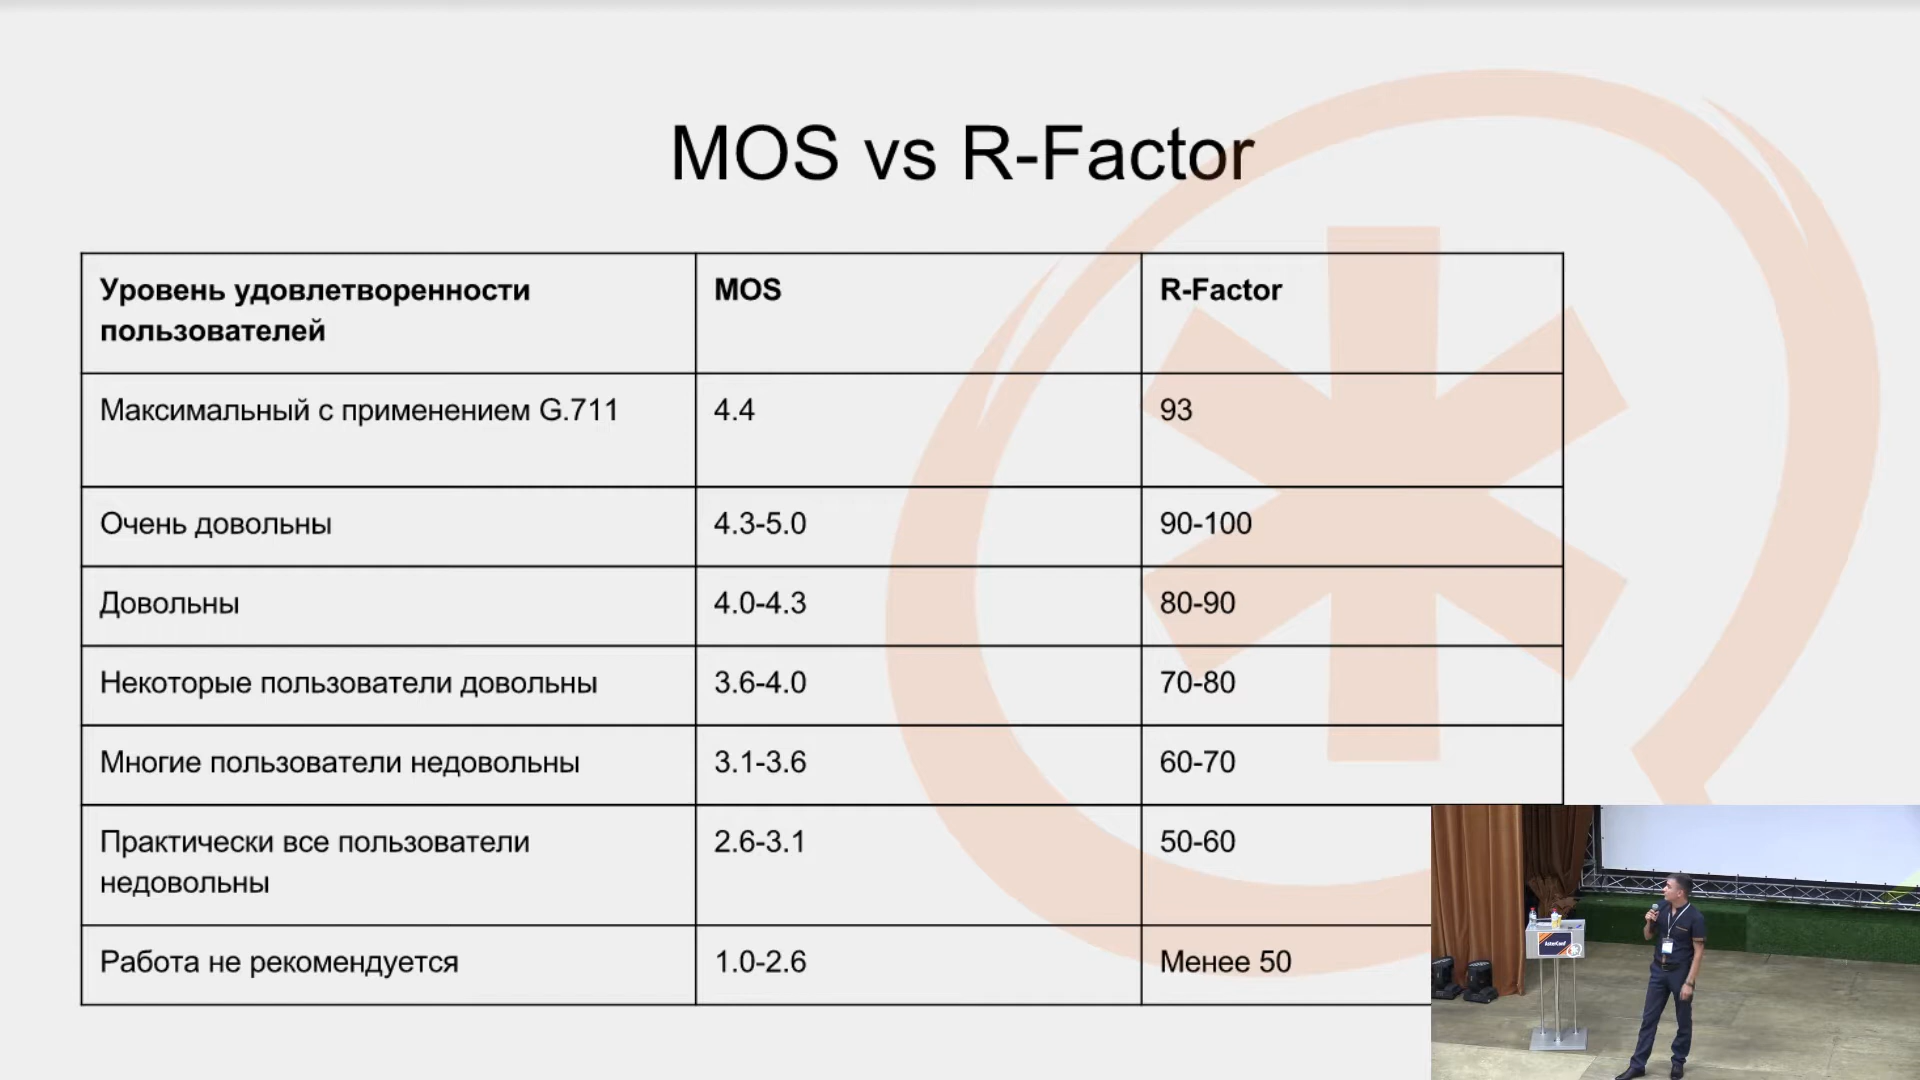 MOS vs R-Factor
Уровень удовлетворенности
пользователей
MOS
R-Factor
Максимальный с применением G.711
4.4
93
Очень довольны
4.3-5.0
90-100
Довольны
4.0-4.3
80-90
Некоторые пользователи довольны
3.6-4.0
70-80
Многие пользователи недовольны
3.1-3.6
60-70
Практически все пользователи
недовольны
2.6-3.1
50-60
Работа не рекомендуется
1.0-2.6
Менее 50
AsterConf